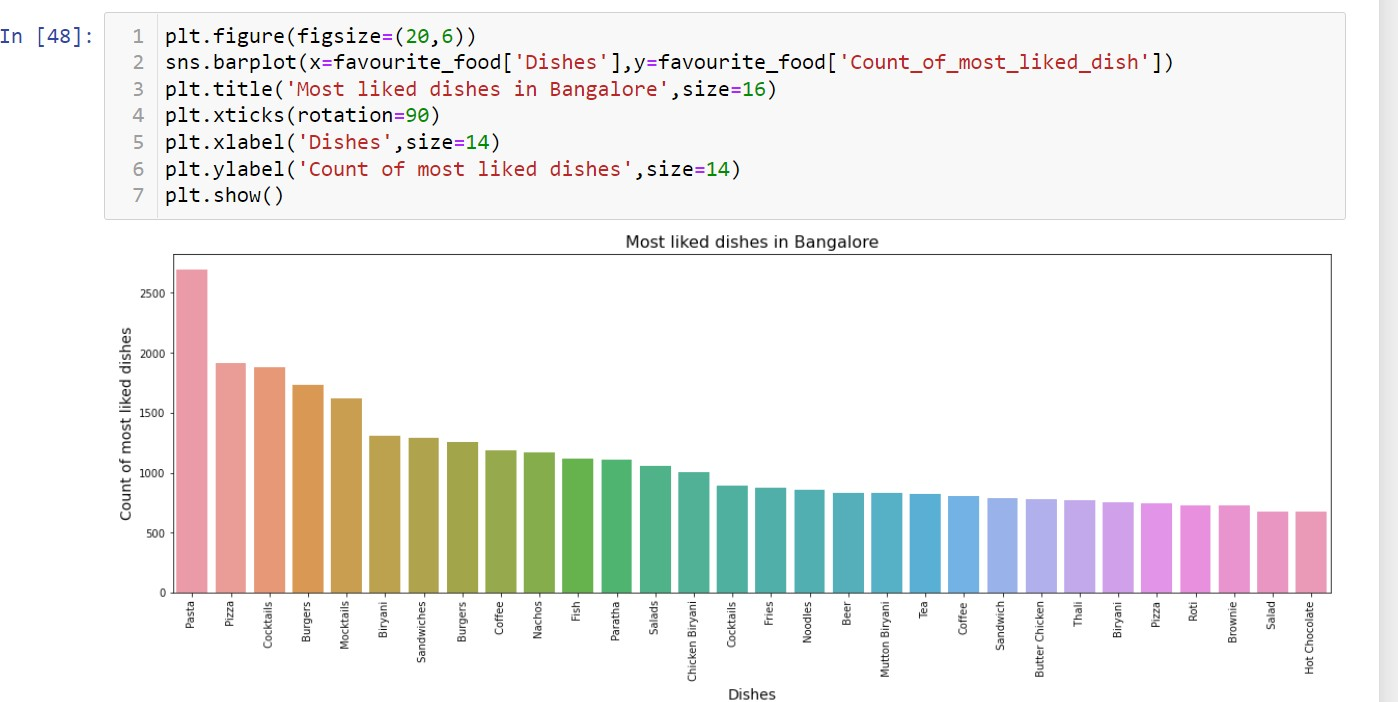 In [48]:
1 plt.figure(figsize=(20,6))
2 sns.barplot(x=favourite_food['Dishes'],y=favourite_food['Count_of_most_liked_dish'])
3 plt.title('Most liked dishes in Bangalore',size=16)
4 plt.xticks(rotation=90)
5 plt.xlabel('Dishes',size=14)
6 plt.ylabel('Count of most liked dishes',size=14)
7 plt.show()
Most liked dishes in Bangalore
Count of most liked dishes
2500
2000
1500
1000
500
0
Pasta
Pizza
Cocktails
Burgers
Mocktails
Biryani
Sandwiches
Burgers
Coffee
Nachos
Fish
Paratha
Salads
Chicken Biryani
Cocktails
Fries
Noodles
Beer
Mutton Biryani
Tea
Coffee
Sandwich
Butter Chicken
Thali
Biryani
Pizza
Roti
Brownie
Salad
Hot Chocolate
Dishes